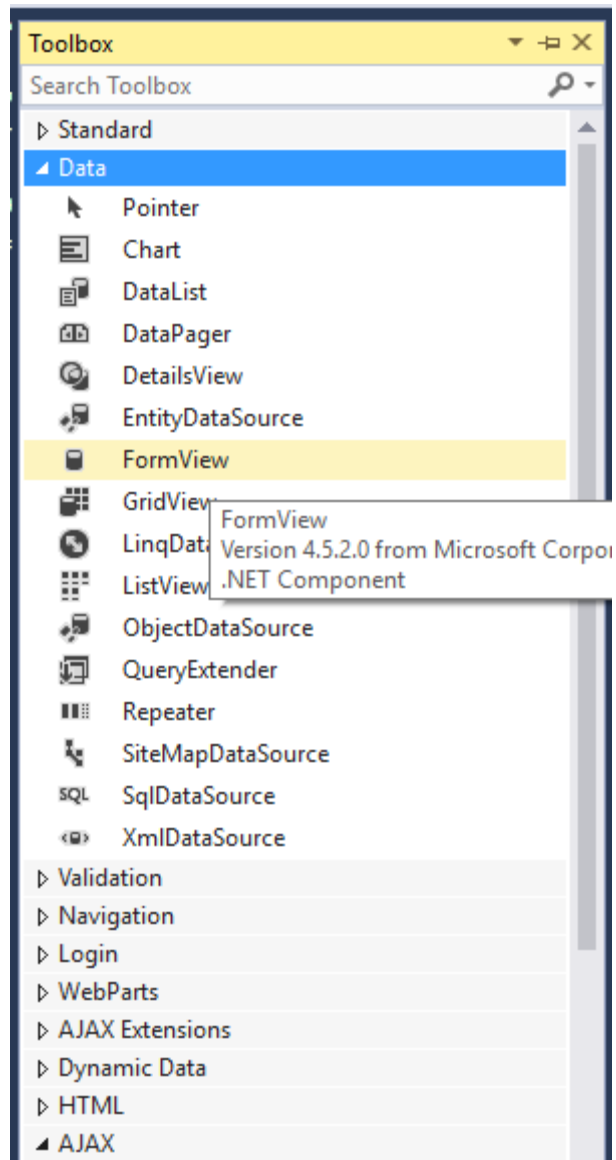 Toolbox
Search Toolbox
Standard
Data
Pointer
Chart
DataList
DataPager
DetailsView
EntityDataSource
FormView
GridView
FormView
LinqData
Version 4.5.2.0 from Microsoft
ListView
.NET Component
ObjectDataSource
QueryExtender
Repeater
SiteMapDataSource
SQL SqlDataSource
XmlDataSource
Validation
Navigation
Login
WebParts
AJAX Extensions
Dynamic Data
HTML
AJAX